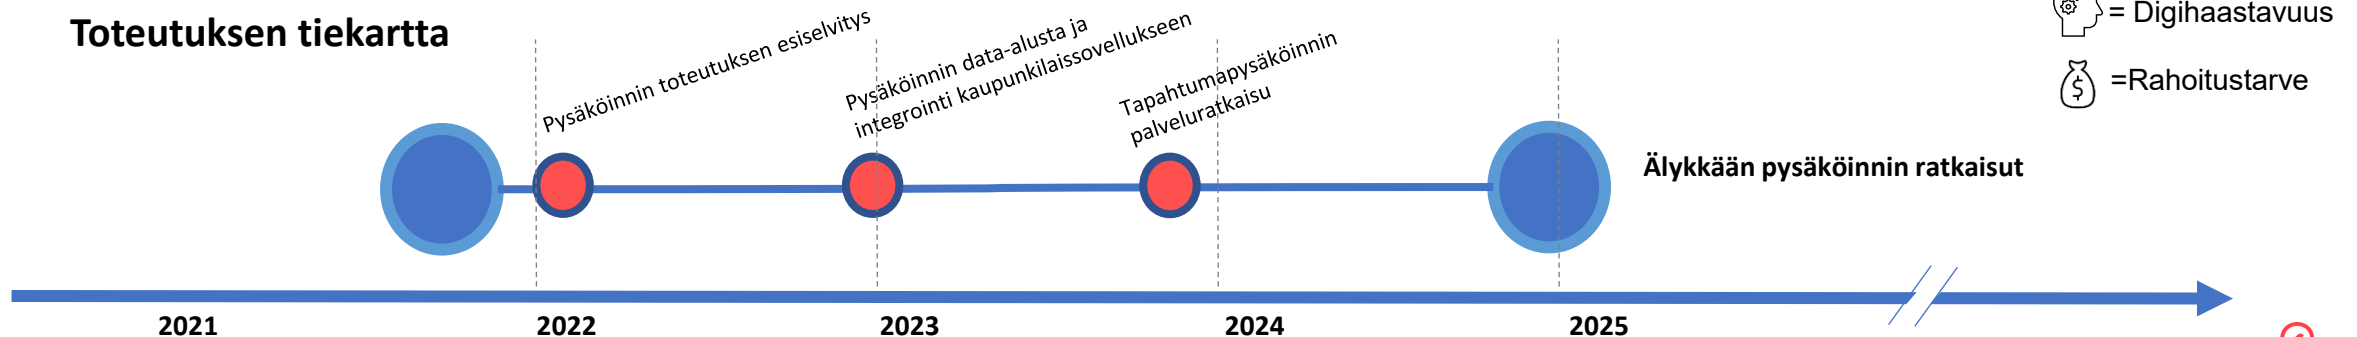 Toteutuksen tiekartta
Pysäköinnin toteutuksen esiselvitys
Pysäköinnin data-alusta ja
integrointi kaupunkilaissovellukseen
Tapahtumapysäköinnin
palveluratkaisu
= Digihaastavuus
$ =Rahoitustarve
Älykkään pysäköinnin ratkaisut
2021 2022 2023 2024 2025